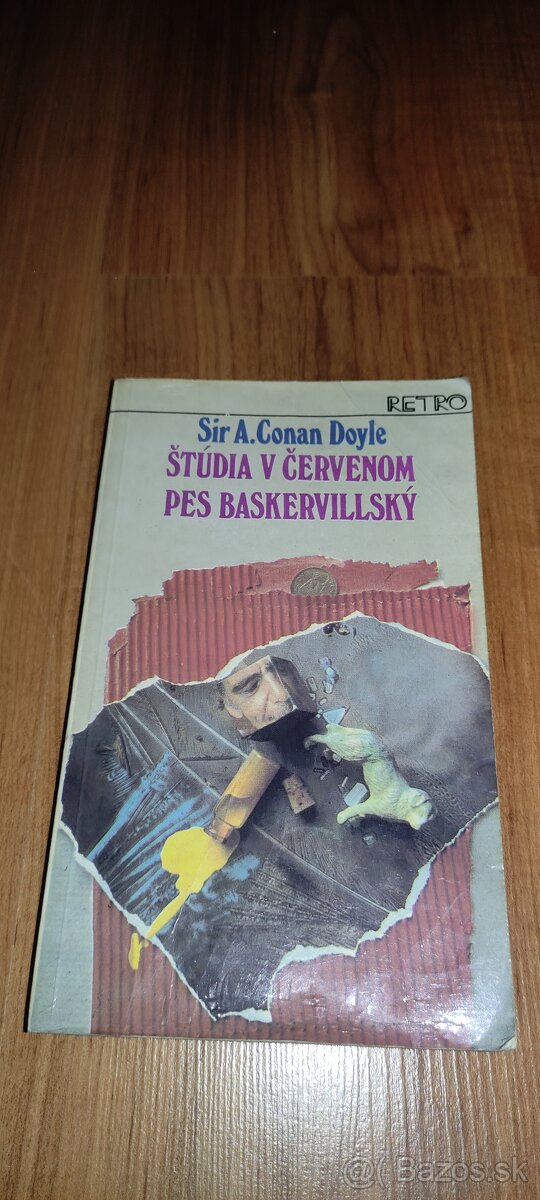 RETRO
Sir A.Conan Doyle
ŠTÚDIA V ČERVENOM
PES BASKERVILLSKÝ
Bazos.sk